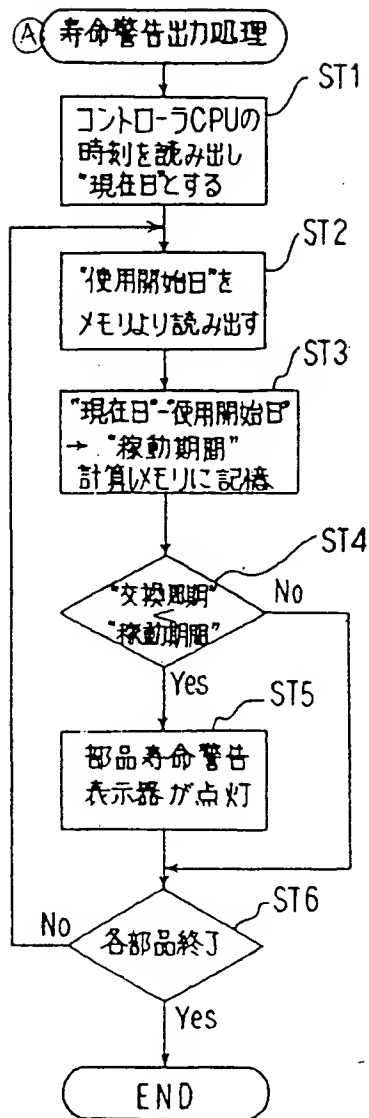 Ⓐ 寿命警告出力処理
ST1
コントローラCPUの
時刻を読み出し
"現在日"とする
ST2
"使用開始日"を
メモリより読み出す
ST3
"現在日"-"使用開始日"
→ "稼動期間"
計算しメモリに記憶
ST4
"交換周期"
<
"稼動期間"
No
Yes
ST5
部品寿命警告
表示器が点灯
ST6
No
各部品終了
Yes
END